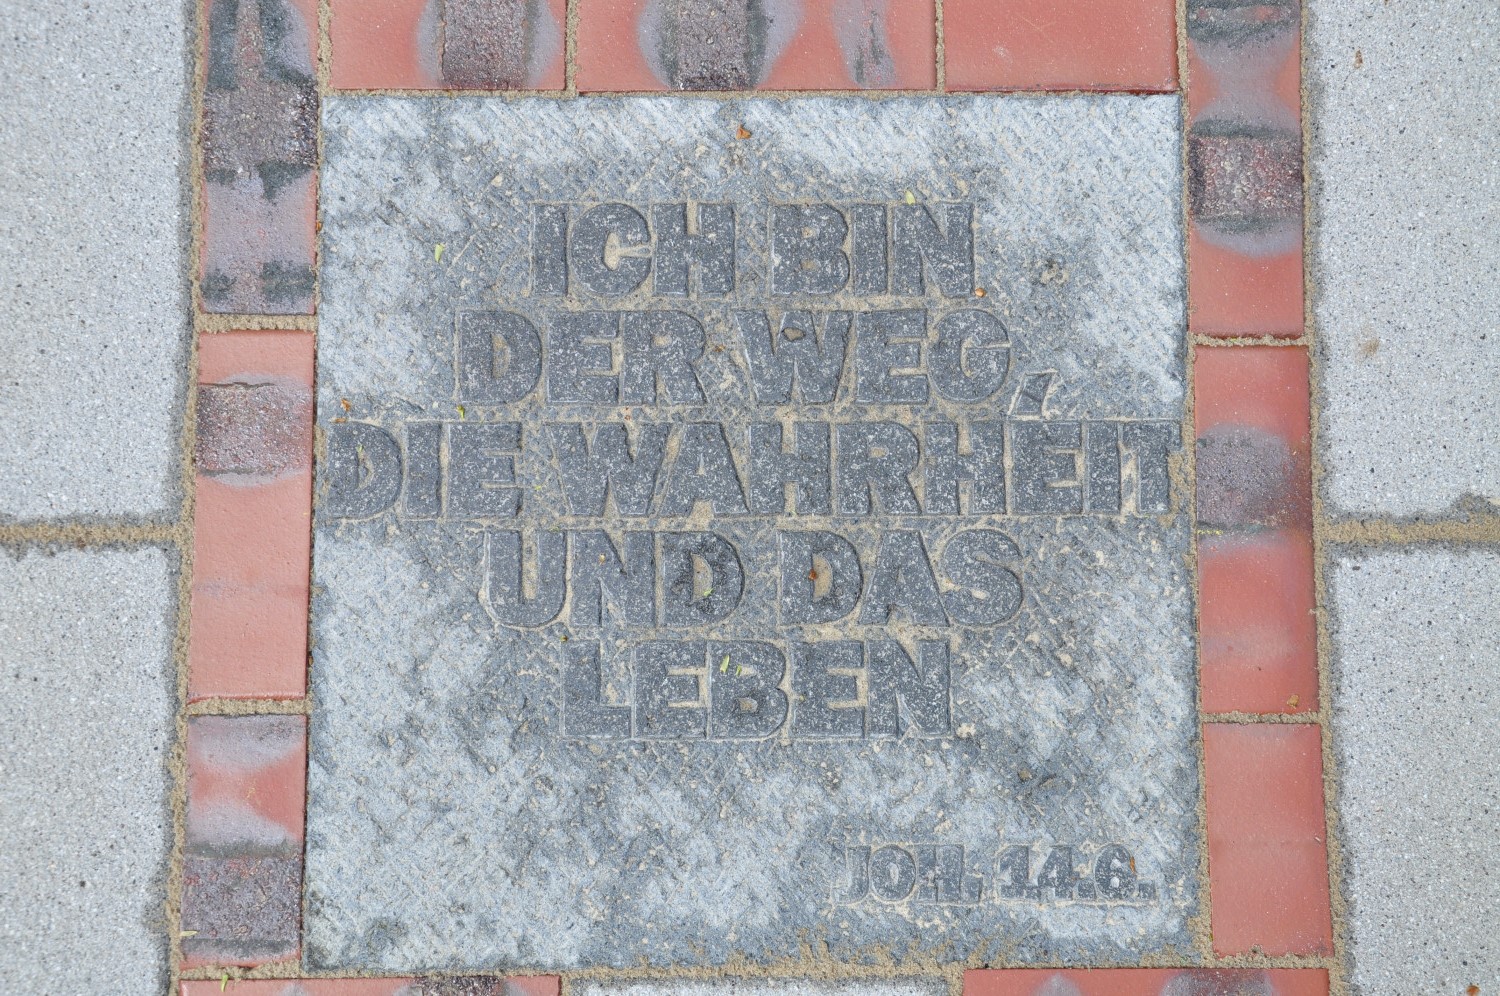 ICH BIN
DER WEG,
DIE WAHRHEIT
UND DAS
LEBEN.
JOH. 14.6.